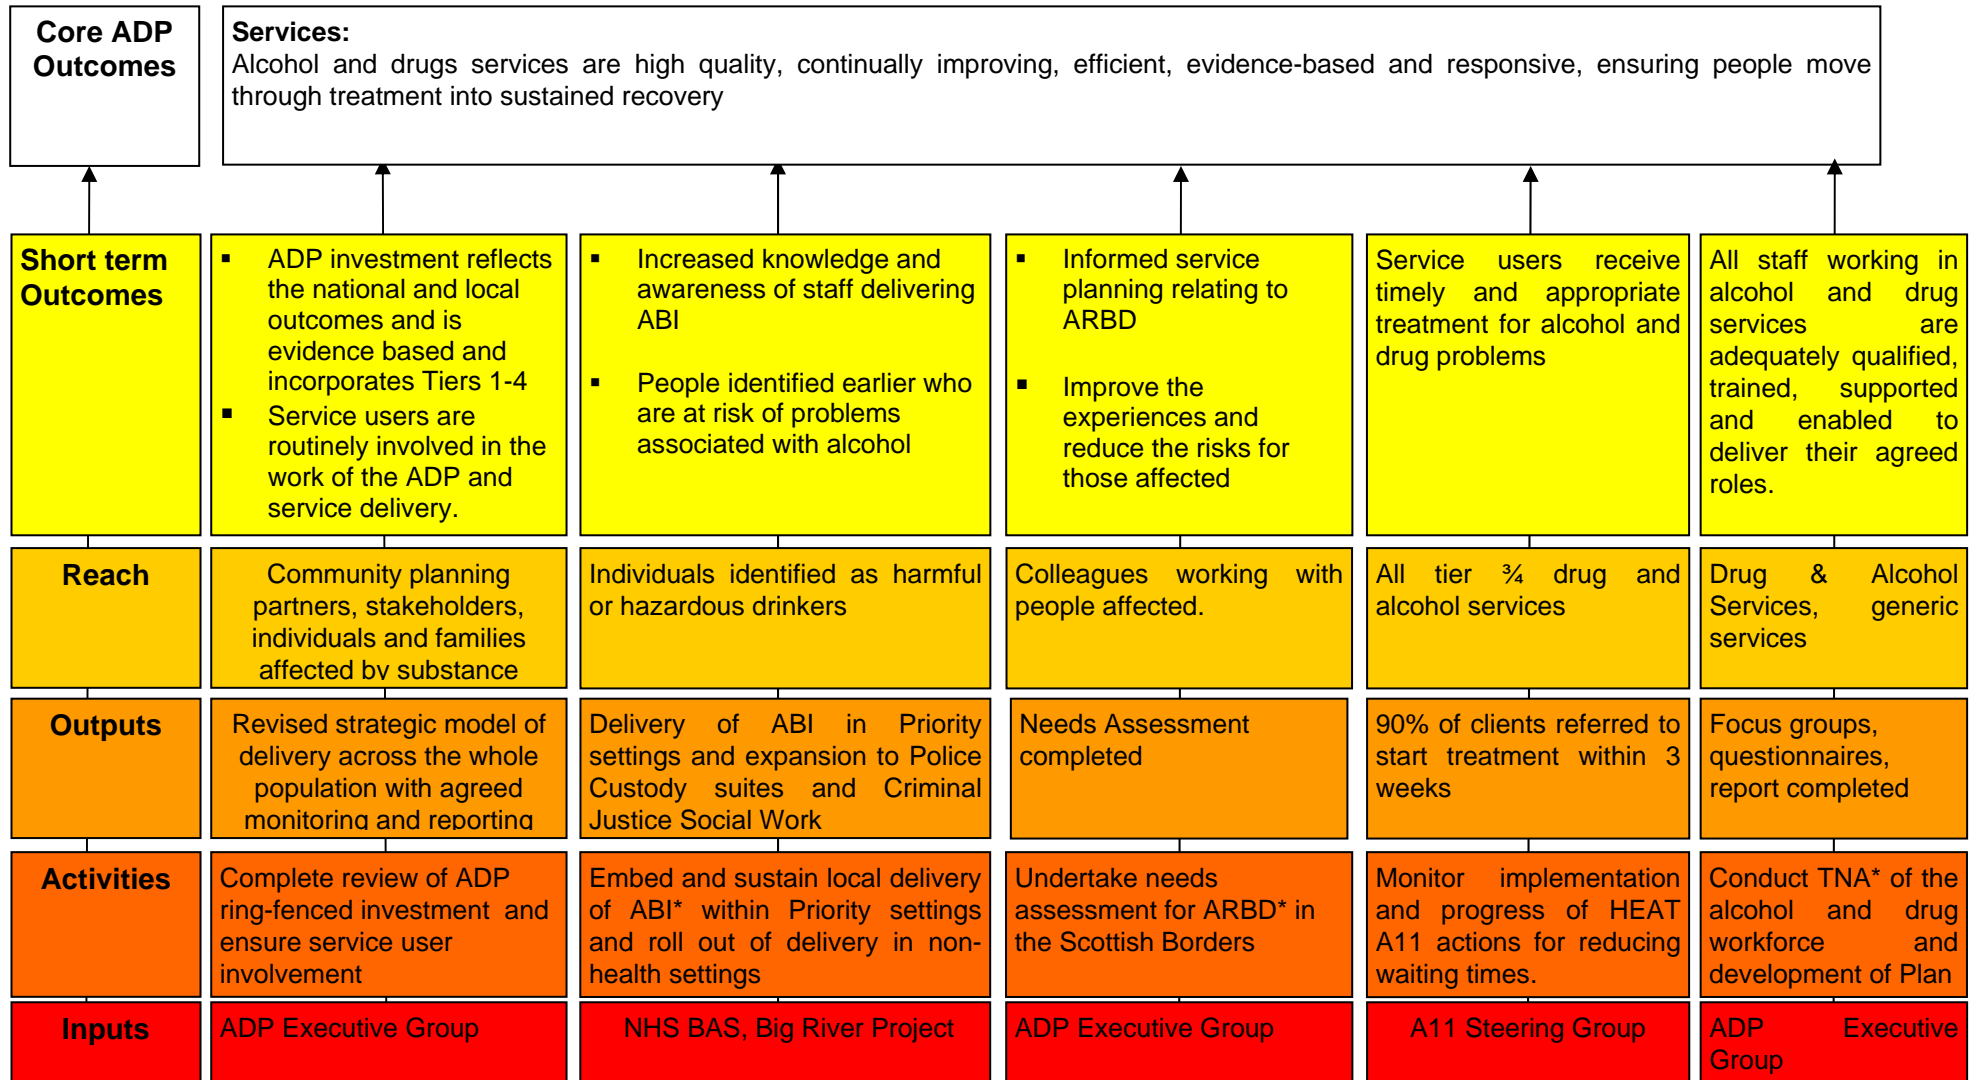 Core ADP
Outcomes
Services:
Alcohol and drugs services are high quality, continually improving, efficient, evidence-based and responsive, ensuring people move
through treatment into sustained recovery
Short term
Outcomes
▪ ADP investment reflects
the national and local
outcomes and is
evidence based and
incorporates Tiers 1-4
▪ Service users are
routinely involved in the
work of the ADP and
service delivery.
▪ Increased knowledge and
awareness of staff delivering
ABI
▪ People identified earlier who
are at risk of problems
associated with alcohol
▪ Informed service
planning relating to
ARBD
▪ Improve the
experiences and
reduce the risks for
those affected
Service users receive
timely and appropriate
treatment for alcohol and
drug problems
All staff working in
alcohol and drug
services are
adequately qualified,
trained, supported
and enabled to
deliver their agreed
roles.
Reach
Community planning
partners, stakeholders,
individuals and families
affected by substance
Individuals identified as harmful
or hazardous drinkers
Colleagues working with
people affected.
All tier ¾ drug and
alcohol services
Drug & Alcohol
Services, generic
services
Outputs
Revised strategic model of
delivery across the whole
population with agreed
monitoring and reporting
Delivery of ABI in Priority
settings and expansion to Police
Custody suites and Criminal
Justice Social Work
Needs Assessment
completed
90% of clients referred to
start treatment within 3
weeks
Focus groups,
questionnaires,
report completed
Activities
Complete review of ADP
ring-fenced investment and
ensure service user
involvement
Embed and sustain local delivery
of ABI* within Priority settings
and roll out of delivery in non-
health settings
Undertake needs
assessment for ARBD* in
the Scottish Borders
Monitor implementation
and progress of HEAT
A11 actions for reducing
waiting times.
Conduct TNA* of the
alcohol and drug
workforce and
development of Plan
Inputs
ADP Executive Group
NHS BAS, Big River Project
ADP Executive Group
A11 Steering Group
ADP Executive
Group